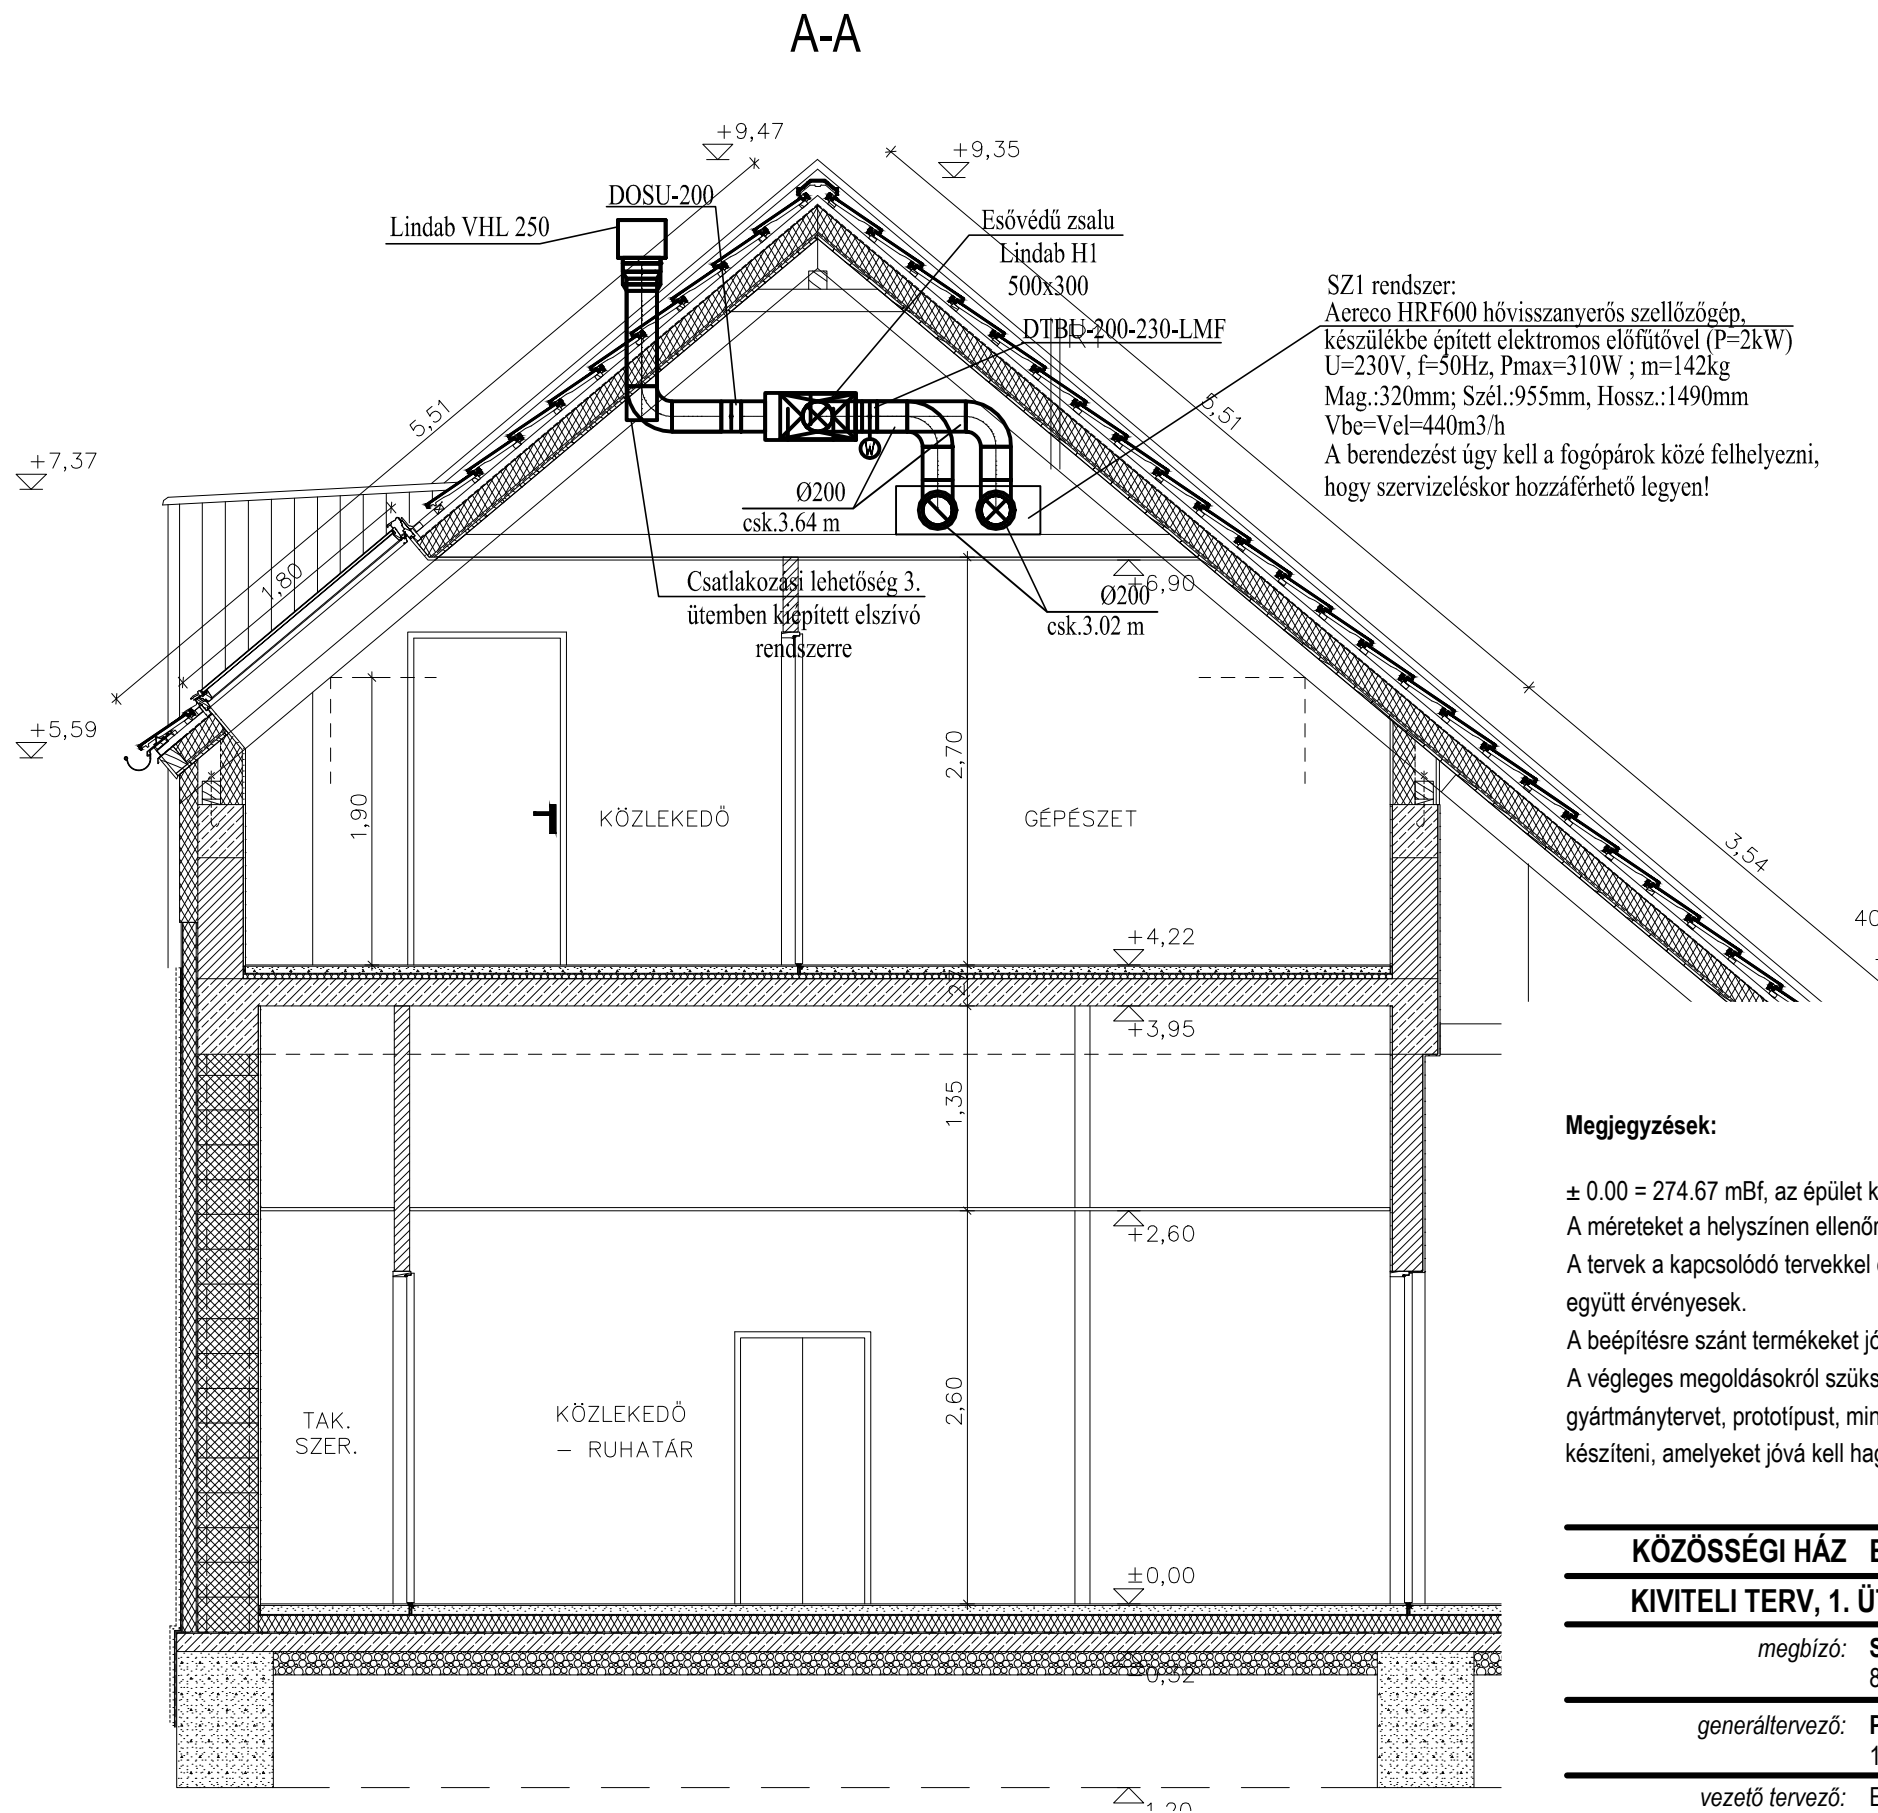 A-A
+9,47
+9,35
DOSU-200
Lindab VHL 250
Esővédű zsalu
Lindab H1
500x300
DTBU-200-230-LMF
SZ1 rendszer:
Aereco HRF600 hővisszanyerős szellőzőgép,
készülékbe épített elektromos előfűtővel (P=2kW)
U=230V, f=50Hz, Pmax=310W ; m=142kg
Mag.:320mm; Szél.:955mm, Hossz.:1490mm
Vbe=Vel=440m3/h
A berendezést úgy kell a fogópárok közé felhelyezni,
hogy szervizeléskor hozzáférhető legyen!
5,51
5,51
+7,37
W
Ø200
csk.3.64 m
1,80
Csatlakozási lehetőség 3.
ütemben kiépített elszívó
rendszerre
+6,90
Ø200
csk.3.02 m
+5,59
2,70
1,90
KÖZLEKEDŐ
GÉPÉSZET
3,54
40
+4,22
+3,95
1,35
Megjegyzések:
± 0.00 = 274.67 mBf, az épület
A méreteket a helyszínen
A tervek a kapcsolódó tervekkel
együtt érvényesek.
A beépítésre szánt termékeket
A végleges megoldásokról
gyártmánytervet, prototípust,
készíteni, amelyeket jóvá kell
+2,60
2,60
TAK.
SZER.
KÖZLEKEDŐ
– RUHATÁR
±0,00
KÖZÖSSÉGI HÁZ
KIVITELI TERV, 1.
megbízó:
generáltervező:
vezető tervező: